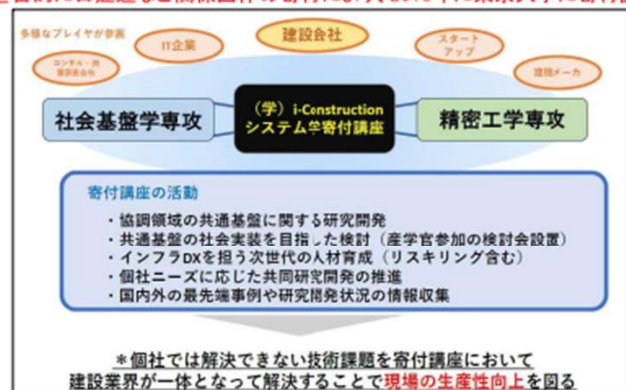 多様なプレイヤが参画
IT企業
建設会社
スタート
アップ
コンサル・測
量調査会社
建機メーカ
社会基盤学専攻
(学) i-Construction
システム学寄付講座
精密工学専攻
寄付講座の活動
・協調領域の共通基盤に関する研究開発
・共通基盤の社会実装を目指した検討（産学官参加の検討会設置）
・インフラDXを担う次世代の人材育成（リスキリング含む）
・個社ニーズに応じた共同研究開発の推進
・国内外の最先端事例や研究開発状況の情報収集
＊個社では解決できない技術課題を寄付講座において
建設業界が一体となって解決することで現場の生産性向上を図る